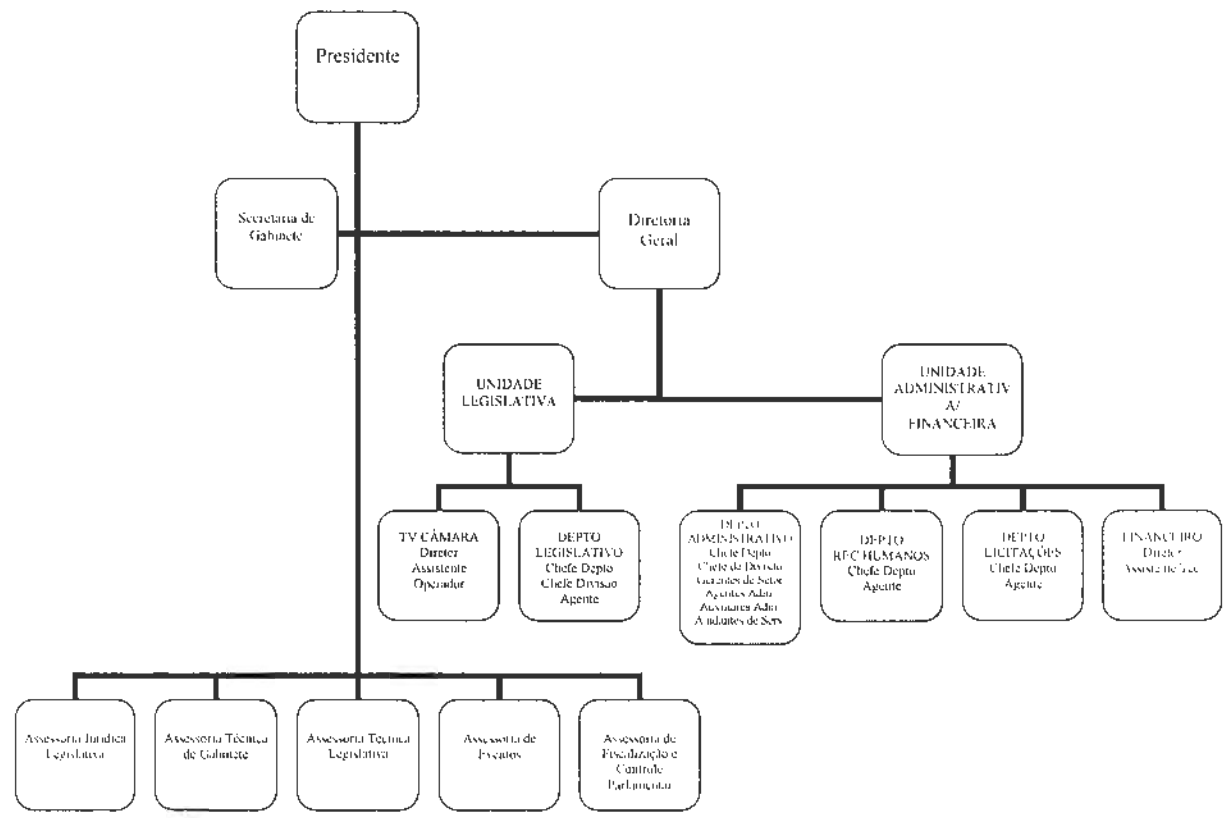 Presidente
Secretaria de
Gabinete
Diretoria
Geral
UNIDADE
LEGISLATIVA
UNIDADE
ADMINISTRATIV
A/
FINANCEIRA
TV CÂMARA
Diretor
Assistente
Operador
DEPTO
LEGISLATIVO
Chefe Depto
Chefe Divisão
Agente
DEPTO
ADMINISTRATIVO
Chefe Depto
Chefe de Divisão
Gerentes de Setor
Agentes Adm
Auxiliares Adm
Ajudantes de Serv
DEPTO
REC HUMANOS
Chefe Depto
Agente
DEPTO
LICITAÇÕES
Chefe Depto
Agente
FINANCEIRO
Diretor
Assistente
Assessoria Jurídica
Legislativa
Assessoria Técnica
de Gabinete
Assessoria Técnica
Legislativa
Assessoria de
Eventos
Assessoria de
Fiscalização e
Controle
Parlamentar